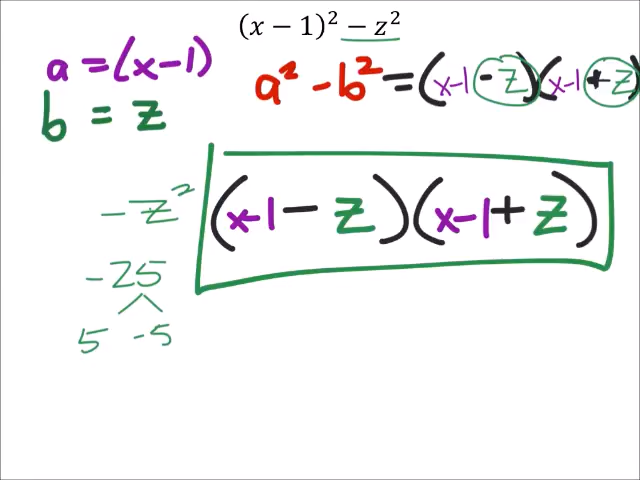 (x − 1)² − z²
a = (x-1)
a² - b² = (x-1 - z)(x-1 + z)
b = z
(x-1 - z)(x-1 + z)
- z²
- 25
5 -5